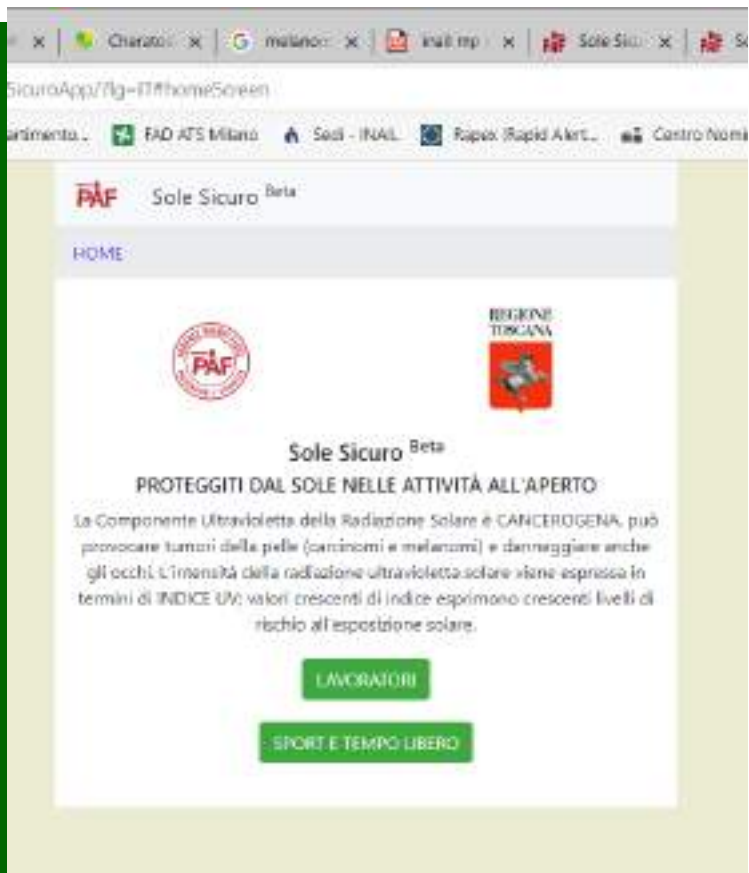 melanom
inail mp
Sole Sicu
So
SicuroApp/?lg=IT#homeScreen
artimento... FAD ATS Milano Sedi - INAIL Rapex (Rapid Alert... Centro Nomi
PAF Sole Sicuro Beta
HOME
PAF
REGIONE
TOSCANA
Sole Sicuro Beta
PROTEGGITI DAL SOLE NELLE ATTIVITÀ ALL'APERTO
La Componente Ultravioletta della Radiazione Solare è CANCEROGENA, può
provocare tumori della pelle (carcinomi e melanomi) e danneggiare anche
gli occhi. L'intensità della radiazione ultravioletta solare viene espressa in
termini di INDICE UV: valori crescenti di indice esprimono crescenti livelli di
rischio all'esposizione solare.
LAVORATORI
SPORT E TEMPO LIBERO